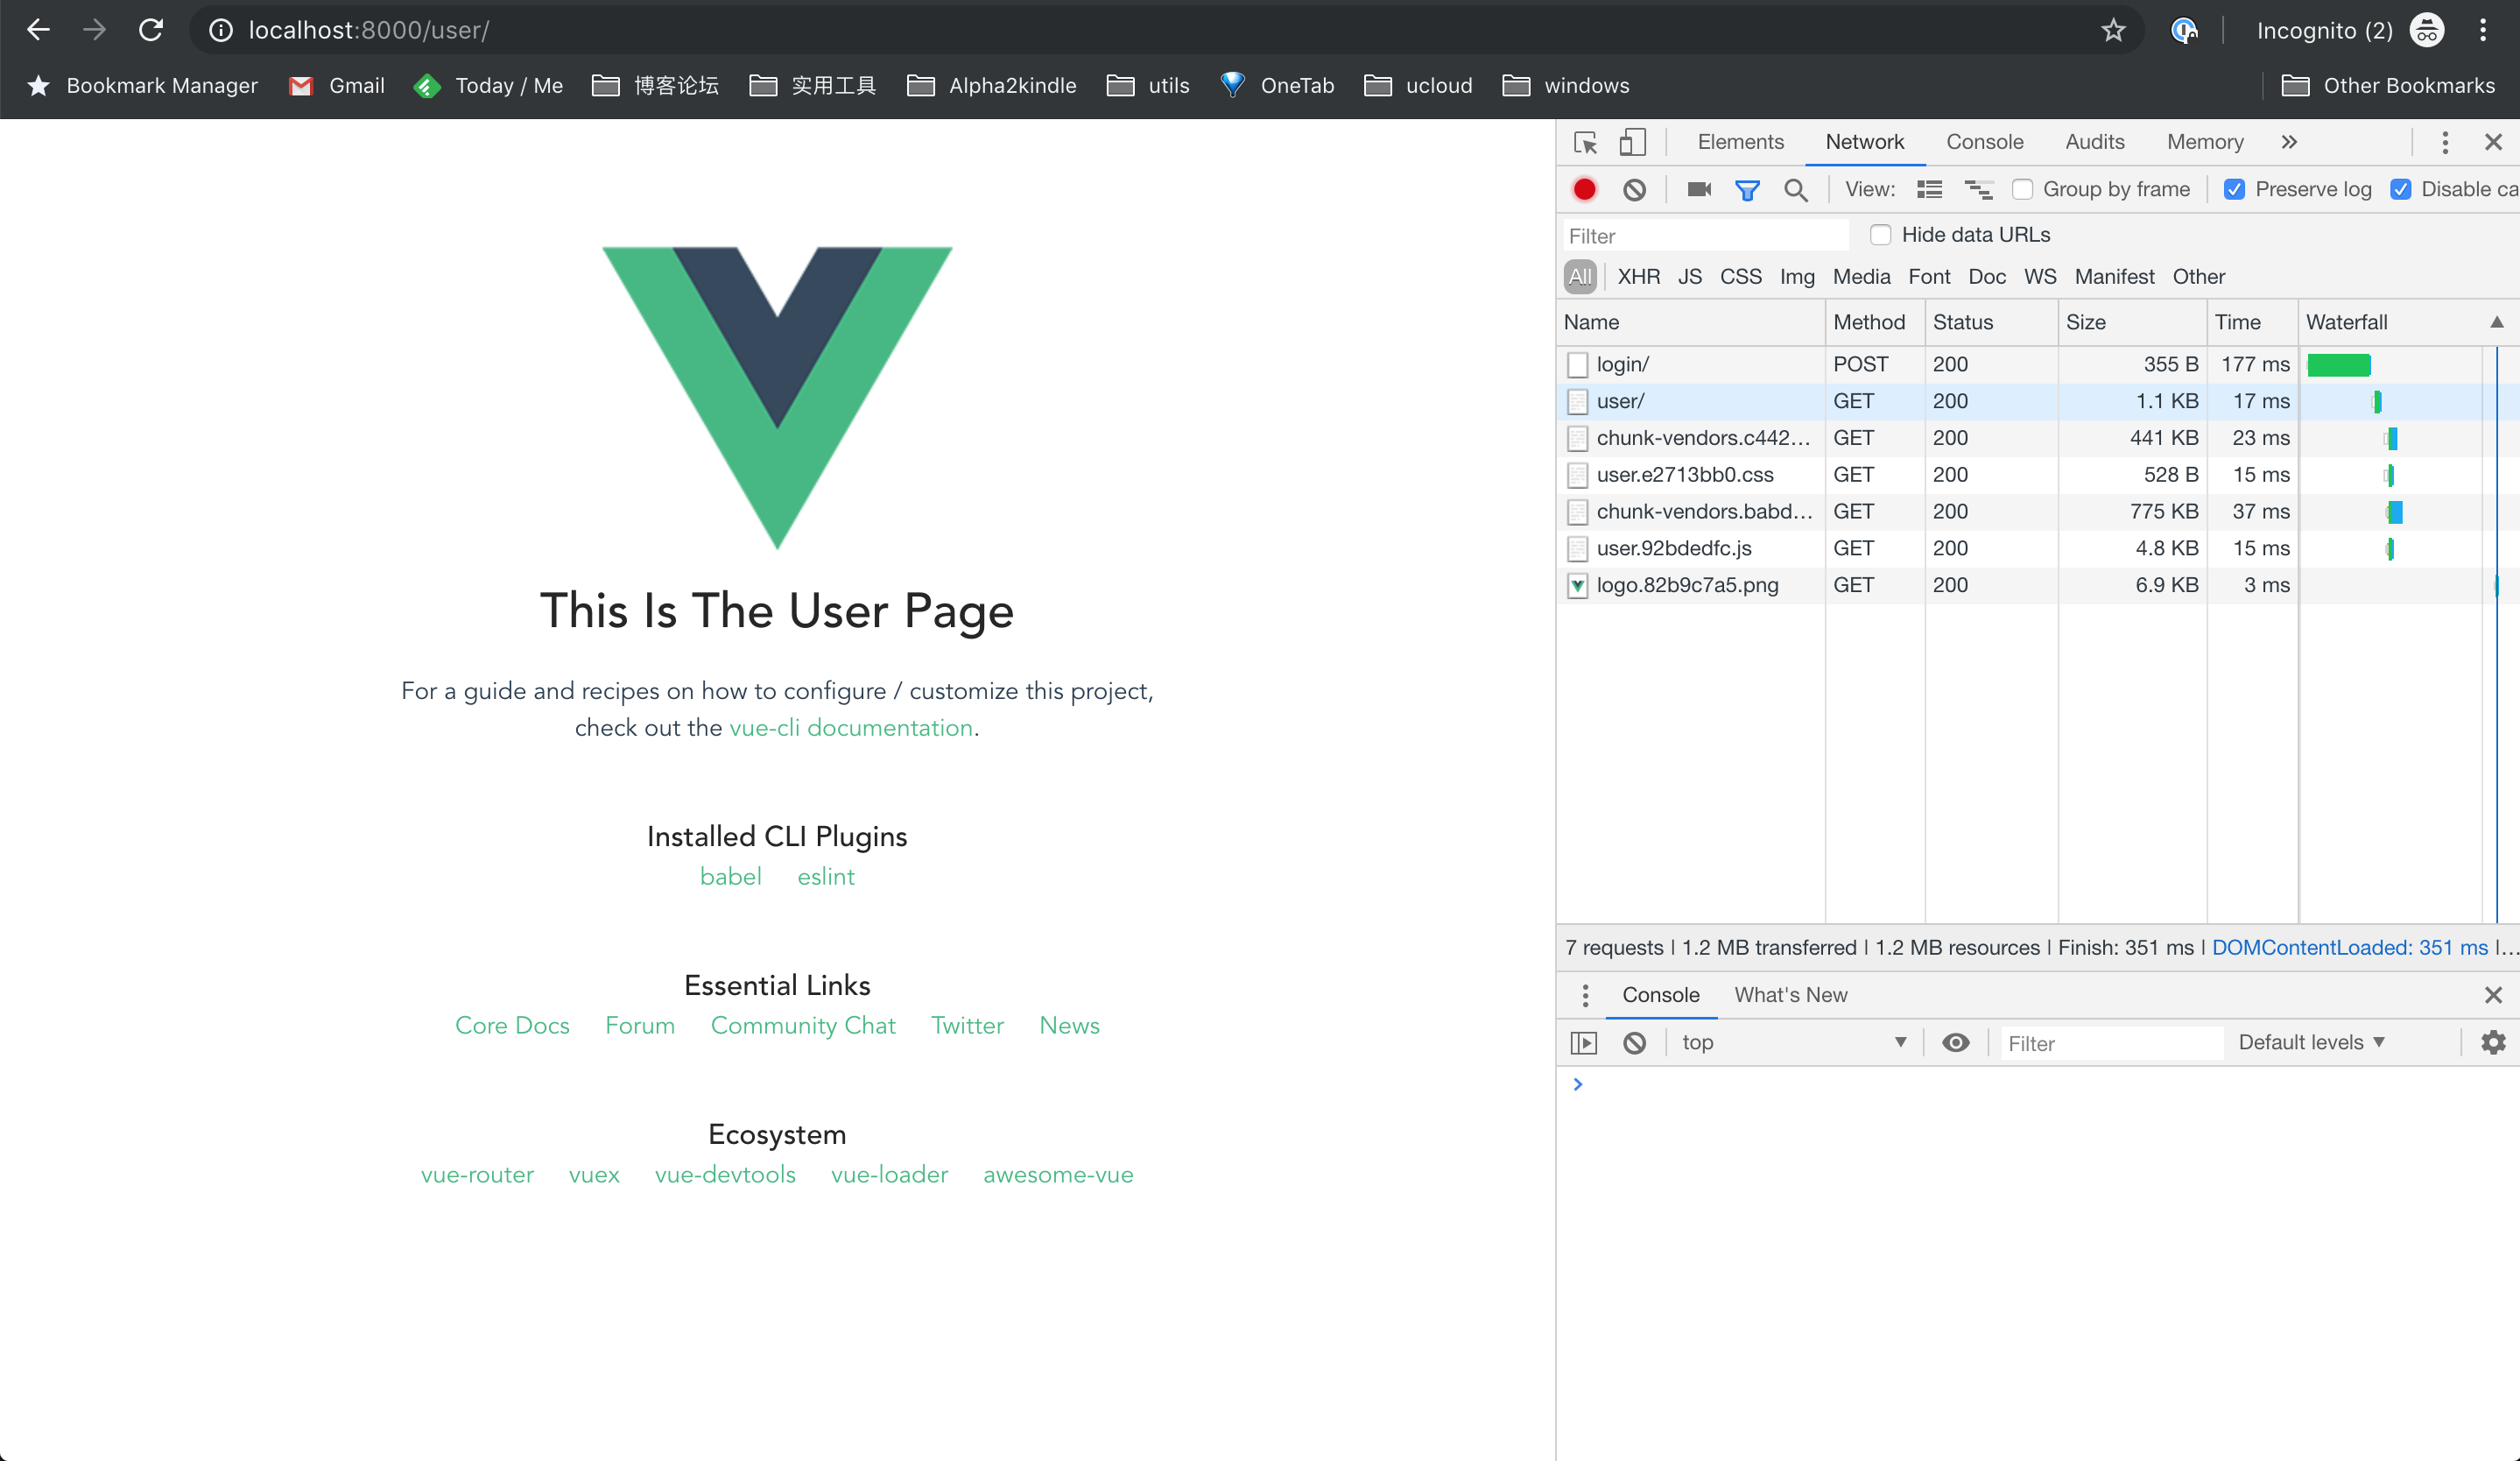 localhost:8000/user/
Incognito (2)
Bookmark Manager Gmail Today / Me 博客论坛 实用工具 Alpha2kindle utils OneTab ucloud windows Other Bookmarks
This Is The User Page
For a guide and recipes on how to configure / customize this project,
check out the vue-cli documentation.
Installed CLI Plugins
babel eslint
Essential Links
Core Docs Forum Community Chat Twitter News
Ecosystem
vue-router vuex vue-devtools vue-loader awesome-vue
Elements Network Console Audits Memory
View: Group by frame Preserve log Disable ca
Filter Hide data URLs
All XHR JS CSS Img Media Font Doc WS Manifest Other
Name Method Status Size Time Waterfall
login/ POST 200 355 B 177 ms
user/ GET 200 1.1 KB 17 ms
chunk-vendors.c442... GET 200 441 KB 23 ms
user.e2713bb0.css GET 200 528 B 15 ms
chunk-vendors.babd... GET 200 775 KB 37 ms
user.92bdedfc.js GET 200 4.8 KB 15 ms
logo.82b9c7a5.png GET 200 6.9 KB 3 ms
7 requests | 1.2 MB transferred | 1.2 MB resources | Finish: 351 ms | DOMContentLoaded: 351 ms |...
Console What's New
top Filter Default levels